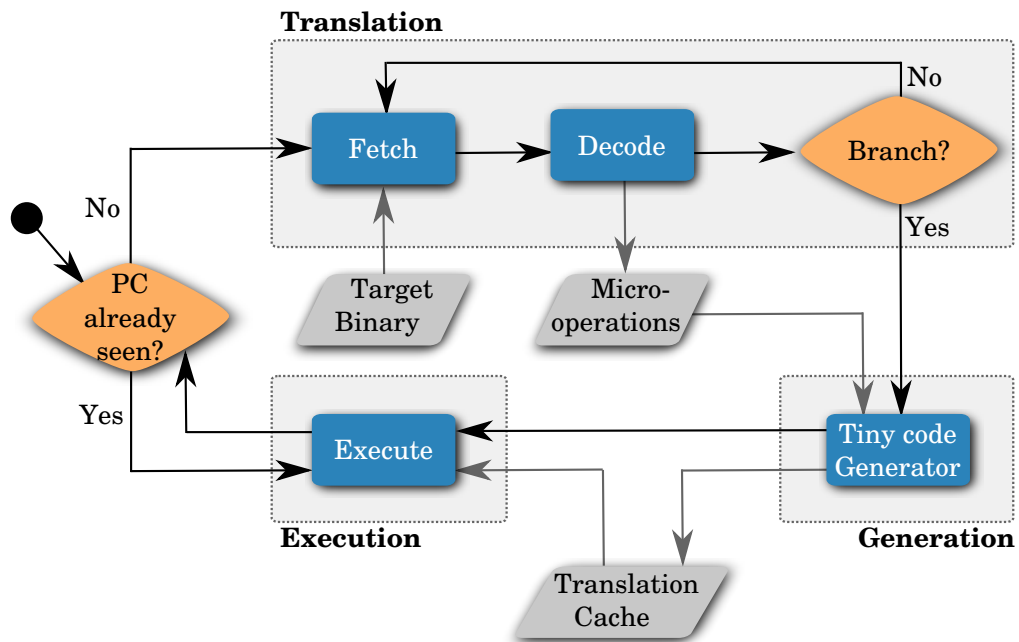 Translation
No
Fetch
Decode
Branch?
No
Yes
PC
already
seen?
Target
Binary
Micro-
operations
Yes
Execute
Tiny code
Generator
Execution
Generation
Translation
Cache